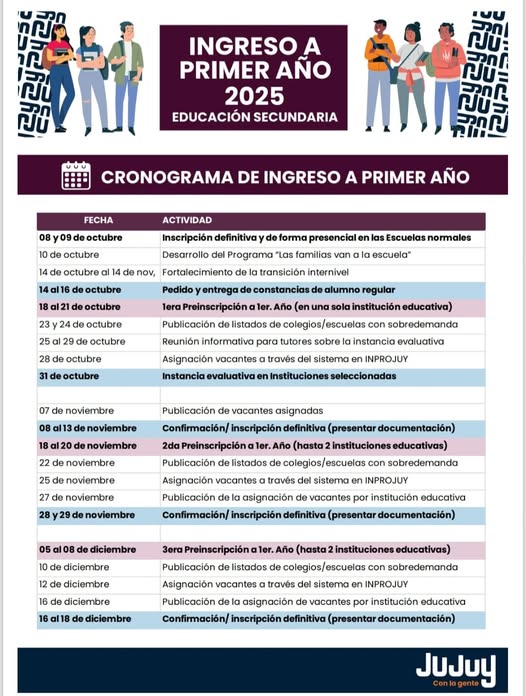 INGRESO A
PRIMER AÑO
2025
EDUCACIÓN SECUNDARIA
CRONOGRAMA DE INGRESO A PRIMER AÑO
FECHA ACTIVIDAD
08 y 09 de octubre Inscripción definitiva y de forma presencial en las Escuelas normales
10 de octubre Desarrollo del Programa "Las familias van a la escuela"
14 de octubre al 14 de nov, Fortalecimiento de la transición internivel
14 al 16 de octubre Pedido y entrega de constancias de alumno regular
18 al 21 de octubre 1era Preinscripción a 1er. Año (en una sola institución educativa)
23 y 24 de octubre Publicación de listados de colegios/escuelas con sobredemanda
25 al 29 de octubre Reunión informativa para tutores sobre la instancia evaluativa
28 de octubre Asignación vacantes a través del sistema en INPROJUY
31 de octubre Instancia evaluativa en Instituciones seleccionadas
07 de noviembre Publicación de vacantes asignadas
08 al 13 de noviembre Confirmación/ inscripción definitiva (presentar documentación)
18 al 20 de noviembre 2da Preinscripción a 1er. Año (hasta 2 instituciones educativas)
22 de noviembre Publicación de listados de colegios/escuelas con sobredemanda
25 de noviembre Asignación vacantes a través del sistema en INPROJUY
27 de noviembre Publicación de la asignación de vacantes por institución educativa
28 y 29 de noviembre Confirmación/ inscripción definitiva (presentar documentación)
05 al 08 de diciembre 3era Preinscripción a 1er. Año (hasta 2 instituciones educativas)
10 de diciembre Publicación de listados de colegios/escuelas con sobredemanda
12 de diciembre Asignación vacantes a través del sistema en INPROJUY
16 de diciembre Publicación de la asignación de vacantes por institución educativa
16 al 18 de diciembre Confirmación/ inscripción definitiva (presentar documentación)
JuJuy
Con la gente